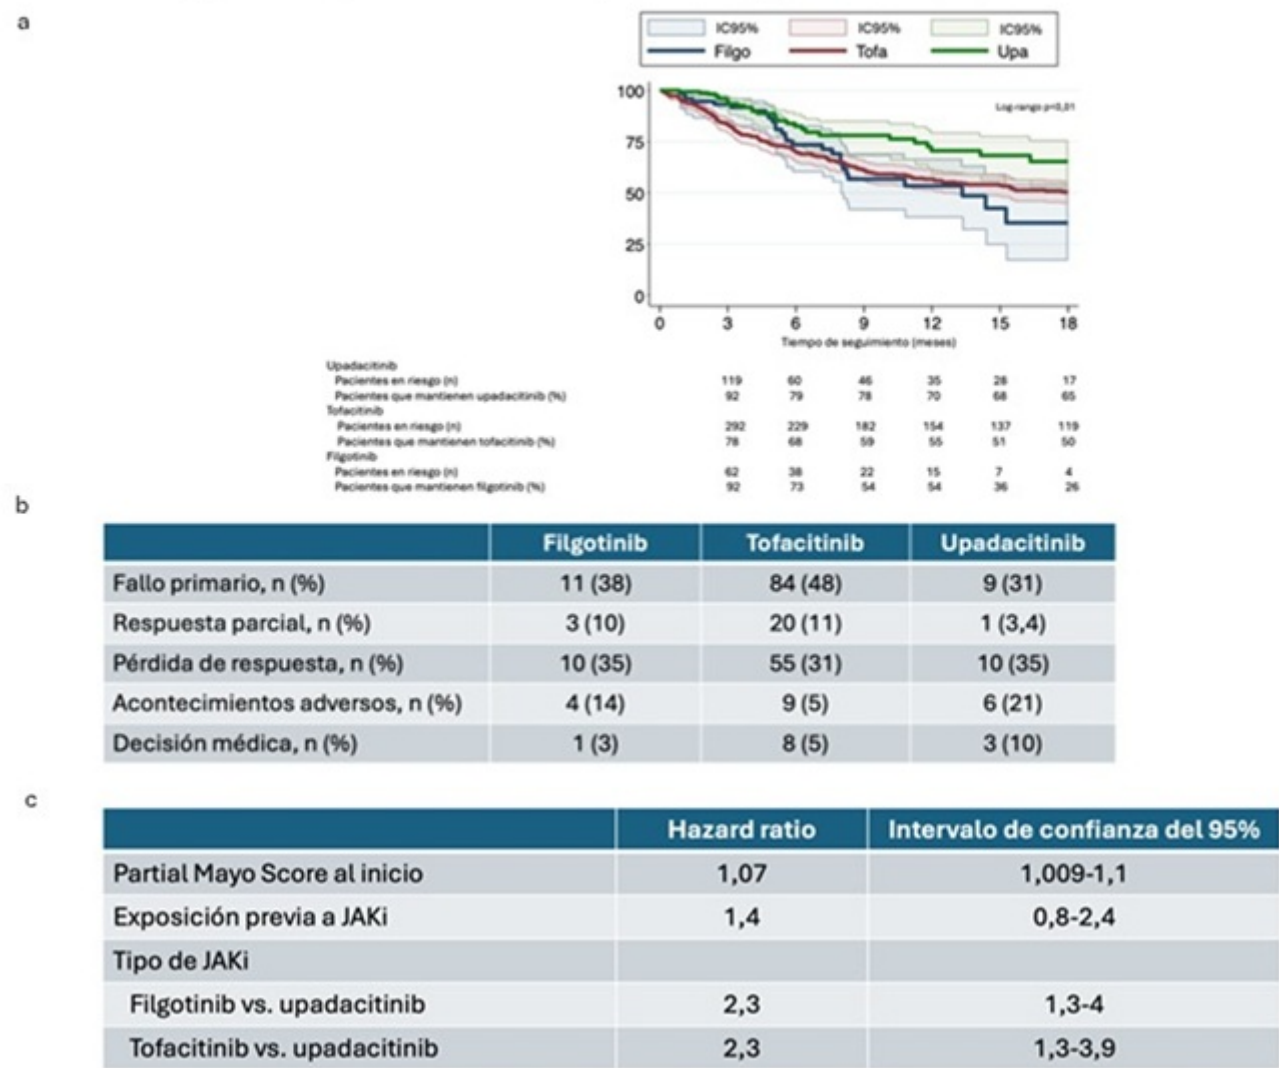 a
IC95% IC95% IC95%
Filgo Tofa Upa
100
Log-rango p<0,01
75
50
25
0
0 3 6 9 12 15 18
Tiempo de seguimiento (meses)
Upadacitinib
Pacientes en riesgo (n) 119 60 46 35 28 17
Pacientes que mantienen upadacitinib (%) 92 79 78 70 68 65
Tofacitinib
Pacientes en riesgo (n) 292 229 182 154 137 119
Pacientes que mantienen tofacitinib (%) 78 68 59 55 51 50
Filgotinib
Pacientes en riesgo (n) 62 38 22 15 7 4
Pacientes que mantienen filgotinib (%) 92 73 54 54 36 26
b
Filgotinib Tofacitinib Upadacitinib
Fallo primario, n (%) 11 (38) 84 (48) 9 (31)
Respuesta parcial, n (%) 3 (10) 20 (11) 1 (3,4)
Pérdida de respuesta, n (%) 10 (35) 55 (31) 10 (35)
Acontecimientos adversos, n (%) 4 (14) 9 (5) 6 (21)
Decisión médica, n (%) 1 (3) 8 (5) 3 (10)
c
Hazard ratio Intervalo de confianza del 95%
Partial Mayo Score al inicio 1,07 1,009-1,1
Exposición previa a JAKi 1,4 0,8-2,4
Tipo de JAKi
Filgotinib vs. upadacitinib 2,3 1,3-4
Tofacitinib vs. upadacitinib 2,3 1,3-3,9